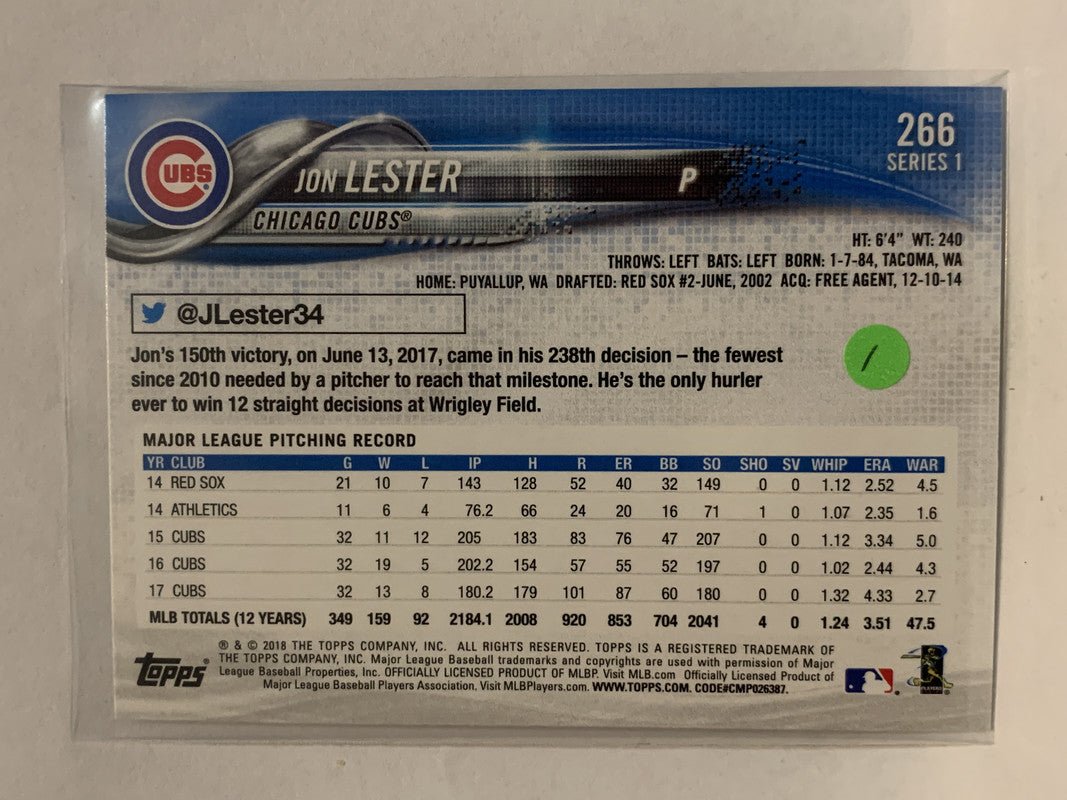 266
SERIES 1
CUBS
JON LESTER P
CHICAGO CUBS®
HT: 6'4" WT: 240
THROWS: LEFT BATS: LEFT BORN: 1-7-84, TACOMA, WA
HOME: PUYALLUP, WA DRAFTED: RED SOX #2-JUNE, 2002 ACQ: FREE AGENT, 12-10-14
@JLester34
Jon's 150th victory, on June 13, 2017, came in his 238th decision – the fewest
since 2010 needed by a pitcher to reach that milestone. He's the only hurler
ever to win 12 straight decisions at Wrigley Field.
/
MAJOR LEAGUE PITCHING RECORD
YR CLUB G W L IP H R ER BB SO SHO SV WHIP ERA WAR
14 RED SOX 21 10 7 143 128 52 40 32 149 0 0 1.12 2.52 4.5
14 ATHLETICS 11 6 4 76.2 66 24 20 16 71 1 0 1.07 2.35 1.6
15 CUBS 32 11 12 205 183 83 76 47 207 0 0 1.12 3.34 5.0
16 CUBS 32 19 5 202.2 154 57 55 52 197 0 0 1.02 2.44 4.3
17 CUBS 32 13 8 180.2 179 101 87 60 180 0 0 1.32 4.33 2.7
MLB TOTALS (12 YEARS) 349 159 92 2184.1 2008 920 853 704 2041 4 0 1.24 3.51 47.5
Topps®
® & © 2018 THE TOPPS COMPANY, INC. ALL RIGHTS RESERVED. TOPPS IS A REGISTERED TRADEMARK OF
THE TOPPS COMPANY, INC. Major League Baseball trademarks and copyrights are used with permission of Major
League Baseball Properties, Inc. OFFICIALLY LICENSED PRODUCT OF MLBP. Visit MLB.com Officially Licensed Product of
Major League Baseball Players Association. Visit MLBPlayers.com. WWW.TOPPS.COM. CODE#CMP026387.
PLAYERS